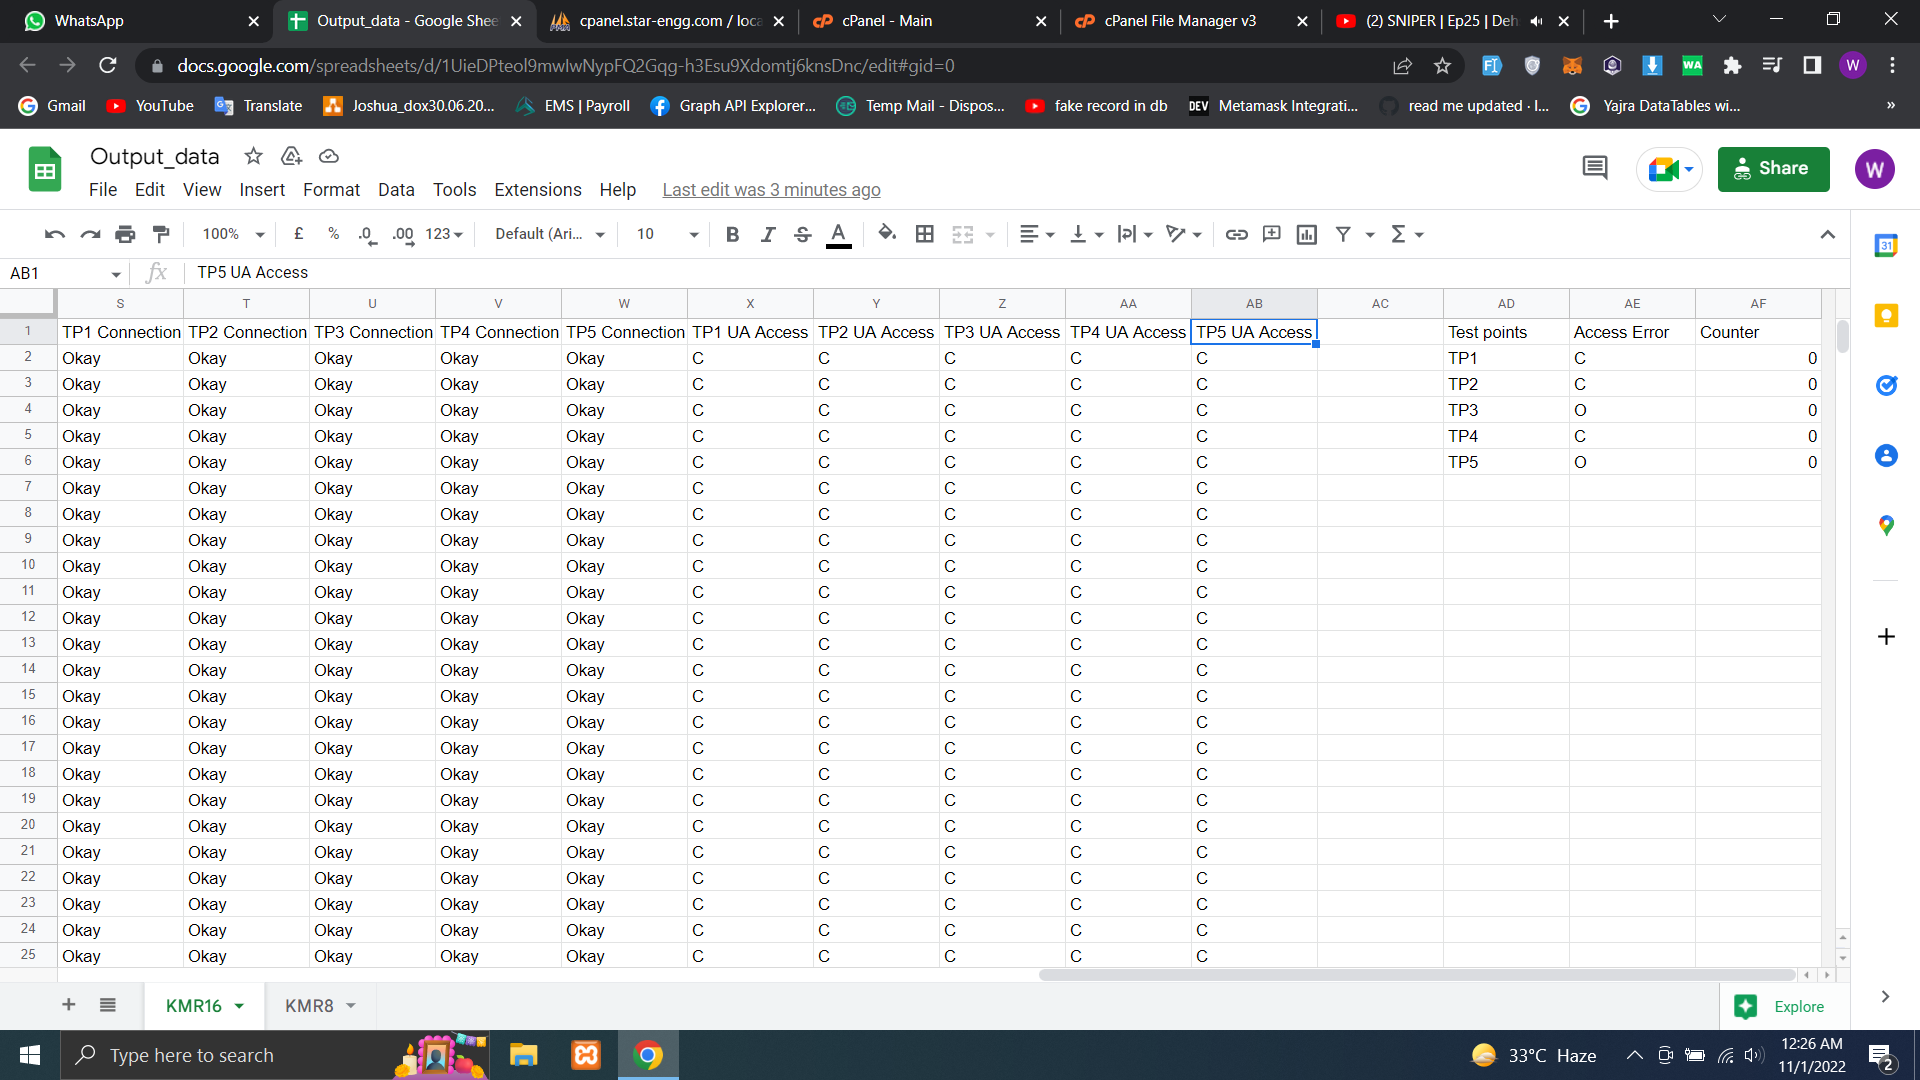 WhatsApp
Output_data - Google Shee
cpanel.star-engg.com / loca
cPanel - Main
cPanel File Manager v3
(2) SNIPER | Ep25 | Deh
docs.google.com/spreadsheets/d/1UieDPteol9mwIwNypFQ2Gqg-h3Esu9Xdomtj6knsDnc/edit#gid=0
W
Gmail YouTube Translate Joshua_dox30.06.20... EMS | Payroll Graph API Explorer... Temp Mail - Dispos... fake record in db DEV Metamask Integrati... read me updated · I... Yajra DataTables wi... »
Output_data
File Edit View Insert Format Data Tools Extensions Help Last edit was 3 minutes ago
Share
W
100% £ % .0 .00 123 Default (Ari... 10 B I S A
AB1 fx TP5 UA Access
S T U V W X Y Z AA AB AC AD AE AF
1 TP1 Connection TP2 Connection TP3 Connection TP4 Connection TP5 Connection TP1 UA Access TP2 UA Access TP3 UA Access TP4 UA Access TP5 UA Access Test points Access Error Counter
2 Okay Okay Okay Okay Okay C C C C C TP1 C 0
3 Okay Okay Okay Okay Okay C C C C C TP2 C 0
4 Okay Okay Okay Okay Okay C C C C C TP3 O 0
5 Okay Okay Okay Okay Okay C C C C C TP4 C 0
6 Okay Okay Okay Okay Okay C C C C C TP5 O 0
7 Okay Okay Okay Okay Okay C C C C C
8 Okay Okay Okay Okay Okay C C C C C
9 Okay Okay Okay Okay Okay C C C C C
10 Okay Okay Okay Okay Okay C C C C C
11 Okay Okay Okay Okay Okay C C C C C
12 Okay Okay Okay Okay Okay C C C C C
13 Okay Okay Okay Okay Okay C C C C C
14 Okay Okay Okay Okay Okay C C C C C
15 Okay Okay Okay Okay Okay C C C C C
16 Okay Okay Okay Okay Okay C C C C C
17 Okay Okay Okay Okay Okay C C C C C
18 Okay Okay Okay Okay Okay C C C C C
19 Okay Okay Okay Okay Okay C C C C C
20 Okay Okay Okay Okay Okay C C C C C
21 Okay Okay Okay Okay Okay C C C C C
22 Okay Okay Okay Okay Okay C C C C C
23 Okay Okay Okay Okay Okay C C C C C
24 Okay Okay Okay Okay Okay C C C C C
25 Okay Okay Okay Okay Okay C C C C C
KMR16 KMR8 Explore
Type here to search
33°C Haze
12:26 AM
11/1/2022
2